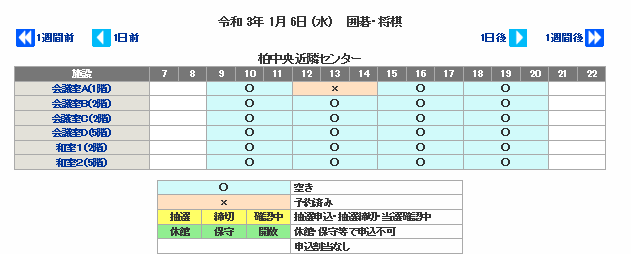 令和 3年 1月 6日 (水) 囲碁・将棋
1週間前 1日前 1日後 1週間後
柏中央近隣センター
施設 7 8 9 10 11 12 13 14 15 16 17 18 19 20 21 22
会議室A(1階) O × O O
会議室B(2階) O O O O
会議室C(2階) O O O O
会議室D(5階) O O O O
和室1(2階) O O O O
和室2(5階) O O O O
O 空き
× 予約済み
抽選 締切 確認中 抽選申込・抽選締切・当選確認中
休館 保守 開放 休館・保守等で申込不可
申込割当なし